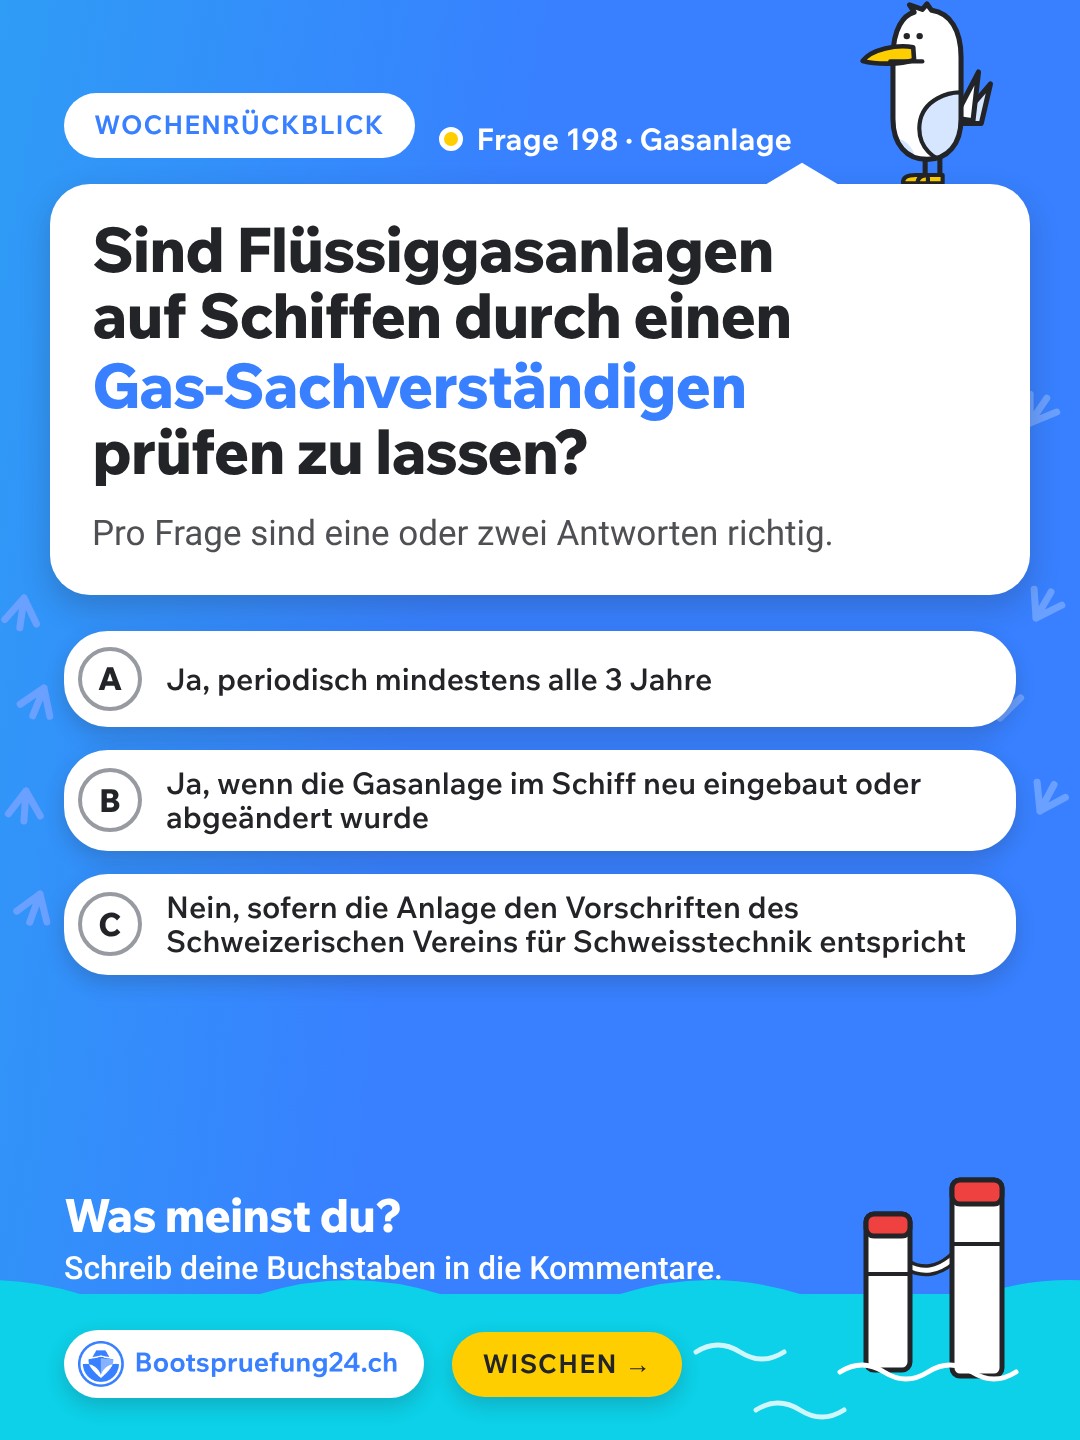 WOCHENRÜCKBLICK
Frage 198 · Gasanlage
Sind Flüssiggasanlagen
auf Schiffen durch einen
Gas-Sachverständigen
prüfen zu lassen?
Pro Frage sind eine oder zwei Antworten richtig.
A Ja, periodisch mindestens alle 3 Jahre
B Ja, wenn die Gasanlage im Schiff neu eingebaut oder
abgeändert wurde
C Nein, sofern die Anlage den Vorschriften des
Schweizerischen Vereins für Schweisstechnik entspricht
Was meinst du?
Schreib deine Buchstaben in die Kommentare.
Bootspruefung24.ch
WISCHEN →